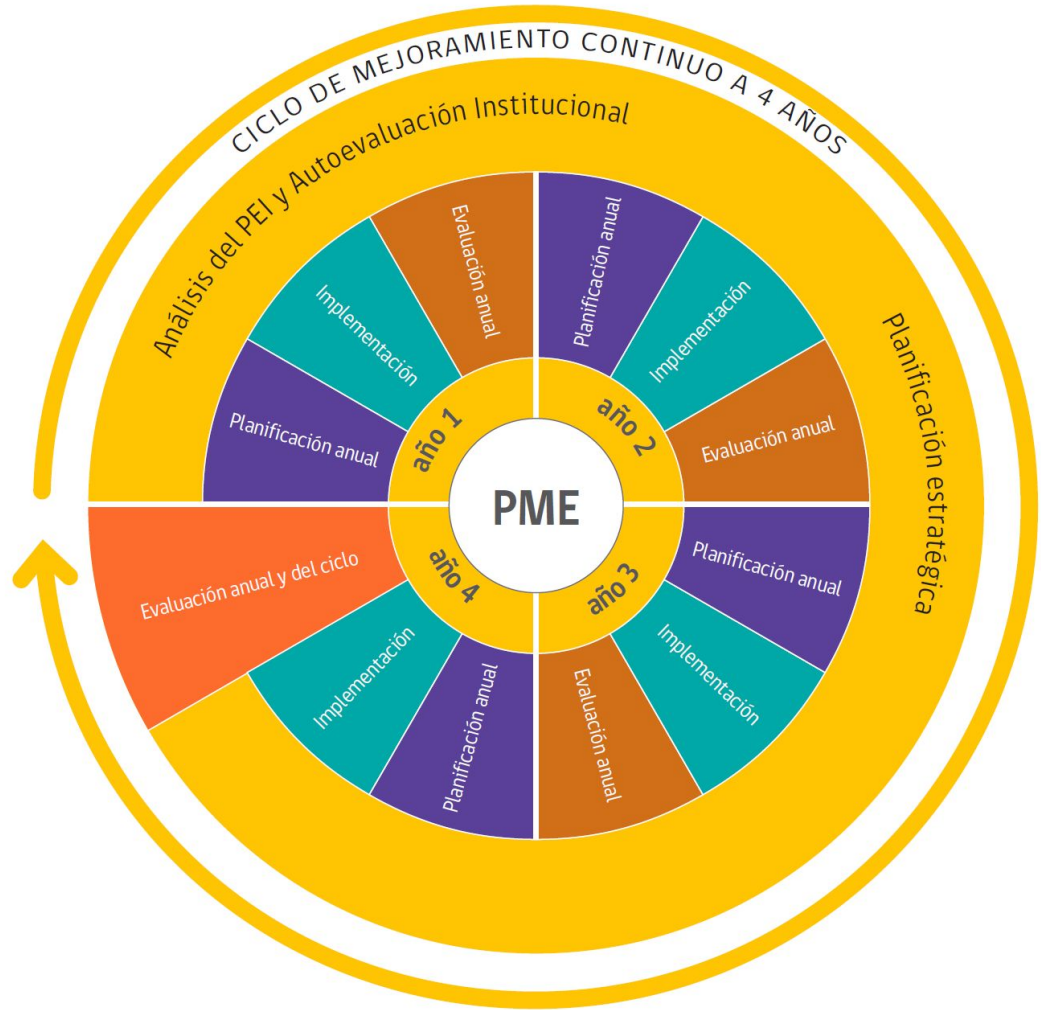 CICLO DE MEJORAMIENTO CONTINUO A 4 AÑOS
Análisis del PEI y Autoevaluación Institucional
Planificación estratégica
PME
año 1
Planificación anual
Implementación
Evaluación anual
año 2
Planificación anual
Implementación
Evaluación anual
año 3
Planificación anual
Implementación
Evaluación anual
año 4
Planificación anual
Implementación
Evaluación anual y del ciclo